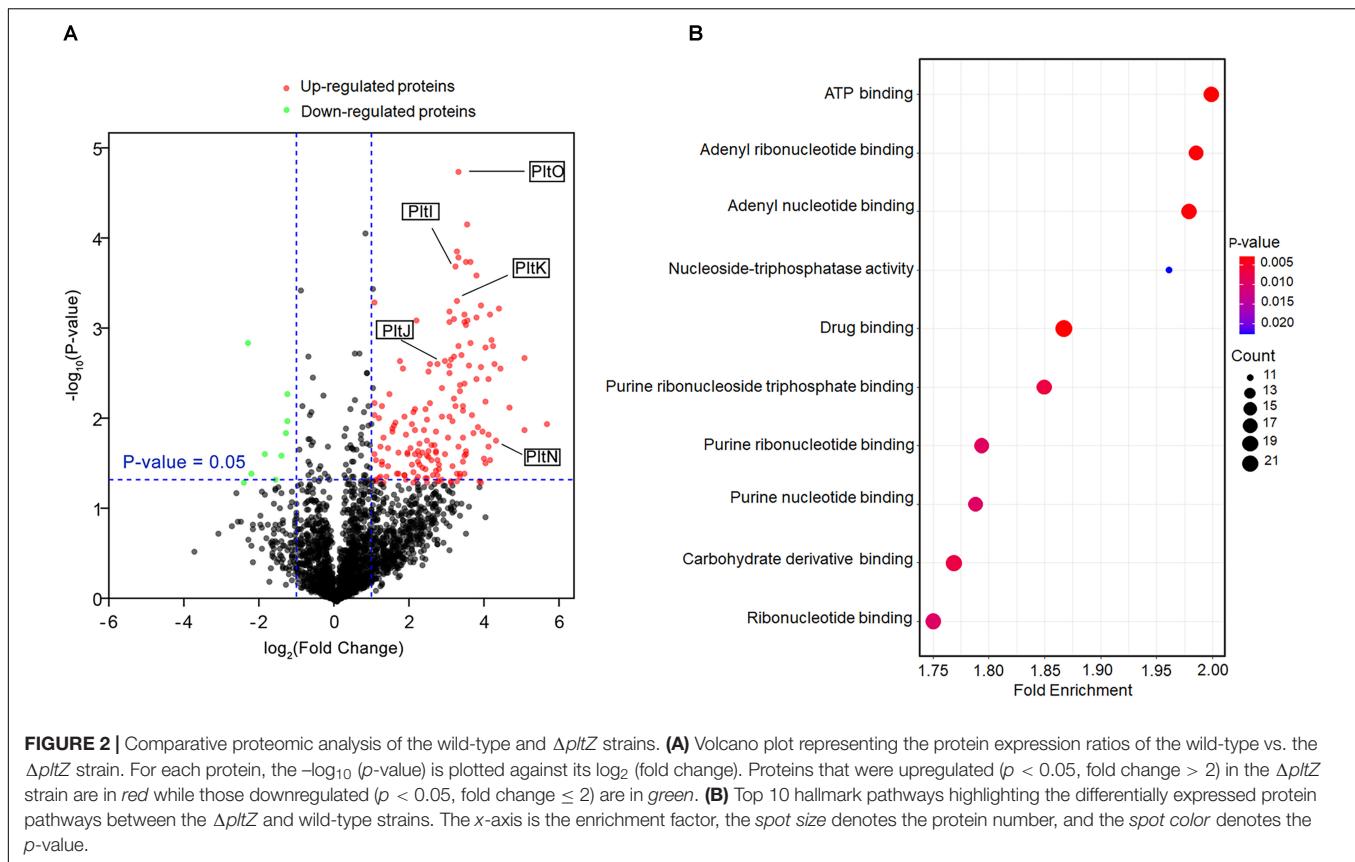 A
Up-regulated proteins
Down-regulated proteins
5
4
3
2
1
0
-log10(P-value)
P-value = 0.05
PltO
PltI
PltK
PltJ
PltN
-6 -4 -2 0 2 4 6
log2(Fold Change)
B
ATP binding
Adenyl ribonucleotide binding
Adenyl nucleotide binding
Nucleoside-triphosphatase activity
Drug binding
Purine ribonucleoside triphosphate binding
Purine ribonucleotide binding
Purine nucleotide binding
Carbohydrate derivative binding
Ribonucleotide binding
1.75 1.80 1.85 1.90 1.95 2.00
Fold Enrichment
P-value
0.005
0.010
0.015
0.020
Count
11
13
15
17
19
21
FIGURE 2 | Comparative proteomic analysis of the wild-type and ΔpltZ strains. (A) Volcano plot representing the protein expression ratios of the wild-type vs. the
ΔpltZ strain. For each protein, the –log10 (p-value) is plotted against its log2 (fold change). Proteins that were upregulated (p < 0.05, fold change > 2) in the ΔpltZ
strain are in red while those downregulated (p < 0.05, fold change ≤ 2) are in green. (B) Top 10 hallmark pathways highlighting the differentially expressed protein
pathways between the ΔpltZ and wild-type strains. The x-axis is the enrichment factor, the spot size denotes the protein number, and the spot color denotes the
p-value.